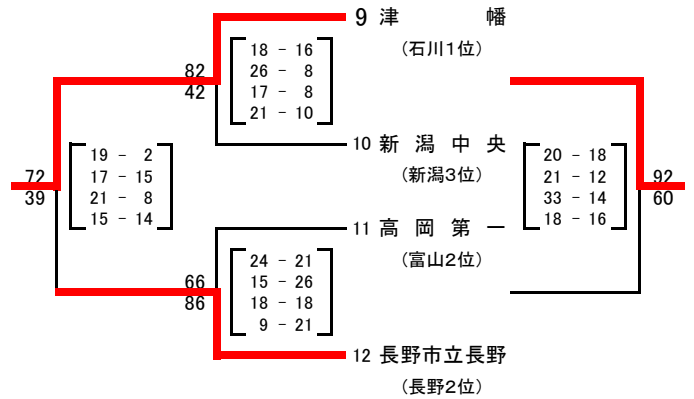 9 津幡
(石川1位)
18 - 16
26 - 8
17 - 8
21 - 10
82
42
10 新潟中央
(新潟3位)
19 - 2
17 - 15
21 - 8
15 - 14
72
39
20 - 18
21 - 12
33 - 14
18 - 16
92
60
11 高岡第一
(富山2位)
24 - 21
15 - 26
18 - 18
9 - 21
66
86
12 長野市立長野
(長野2位)